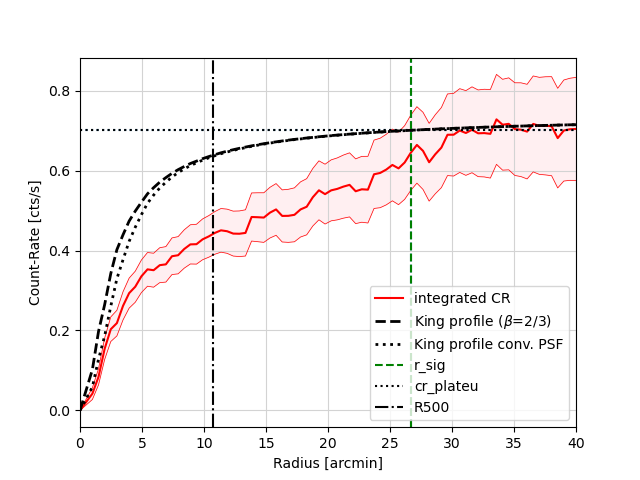 0.8
0.6
0.4
0.2
0.0
Count-Rate [cts/s]
integrated CR
King profile (β=2/3)
King profile conv. PSF
r_sig
cr_plateu
R500
0 5 10 15 20 25 30 35 40
Radius [arcmin]